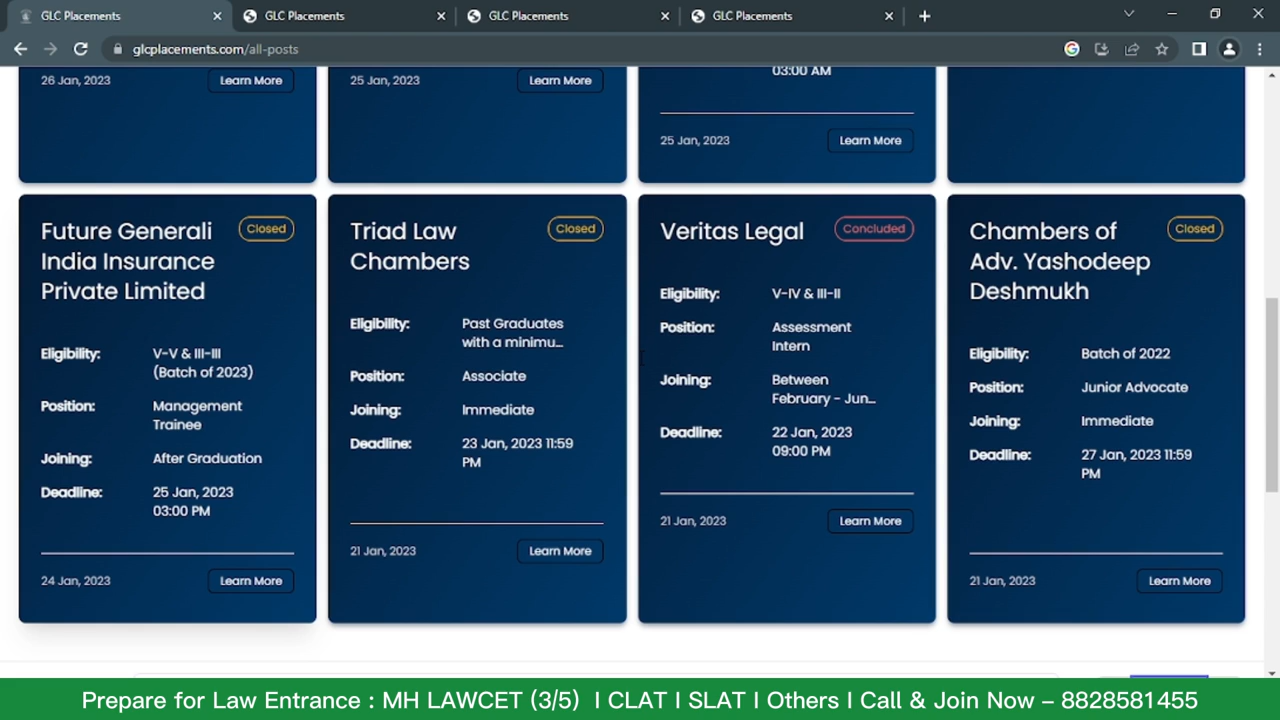 GLC Placements
GLC Placements
GLC Placements
GLC Placements
glcplacements.com/all-posts
26 Jan, 2023
Learn More
25 Jan, 2023
Learn More
03:00 AM
25 Jan, 2023
Learn More
Future Generali
India Insurance
Private Limited
Closed
Eligibility:
V-V & III-III
(Batch of 2023)
Position:
Management
Trainee
Joining:
After Graduation
Deadline:
25 Jan, 2023
03:00 PM
24 Jan, 2023
Learn More
Triad Law
Chambers
Closed
Eligibility:
Past Graduates
with a minimu...
Position:
Associate
Joining:
Immediate
Deadline:
23 Jan, 2023 11:59
PM
21 Jan, 2023
Learn More
Veritas Legal
Concluded
Eligibility:
V-IV & III-II
Position:
Assessment
Intern
Joining:
Between
February - Jun...
Deadline:
22 Jan, 2023
09:00 PM
21 Jan, 2023
Learn More
Chambers of
Adv. Yashodeep
Deshmukh
Closed
Eligibility:
Batch of 2022
Position:
Junior Advocate
Joining:
Immediate
Deadline:
27 Jan, 2023 11:59
PM
21 Jan, 2023
Learn More
Prepare for Law Entrance : MH LAWCET (3/5) I CLAT I SLAT I Others I Call & Join Now – 8828581455